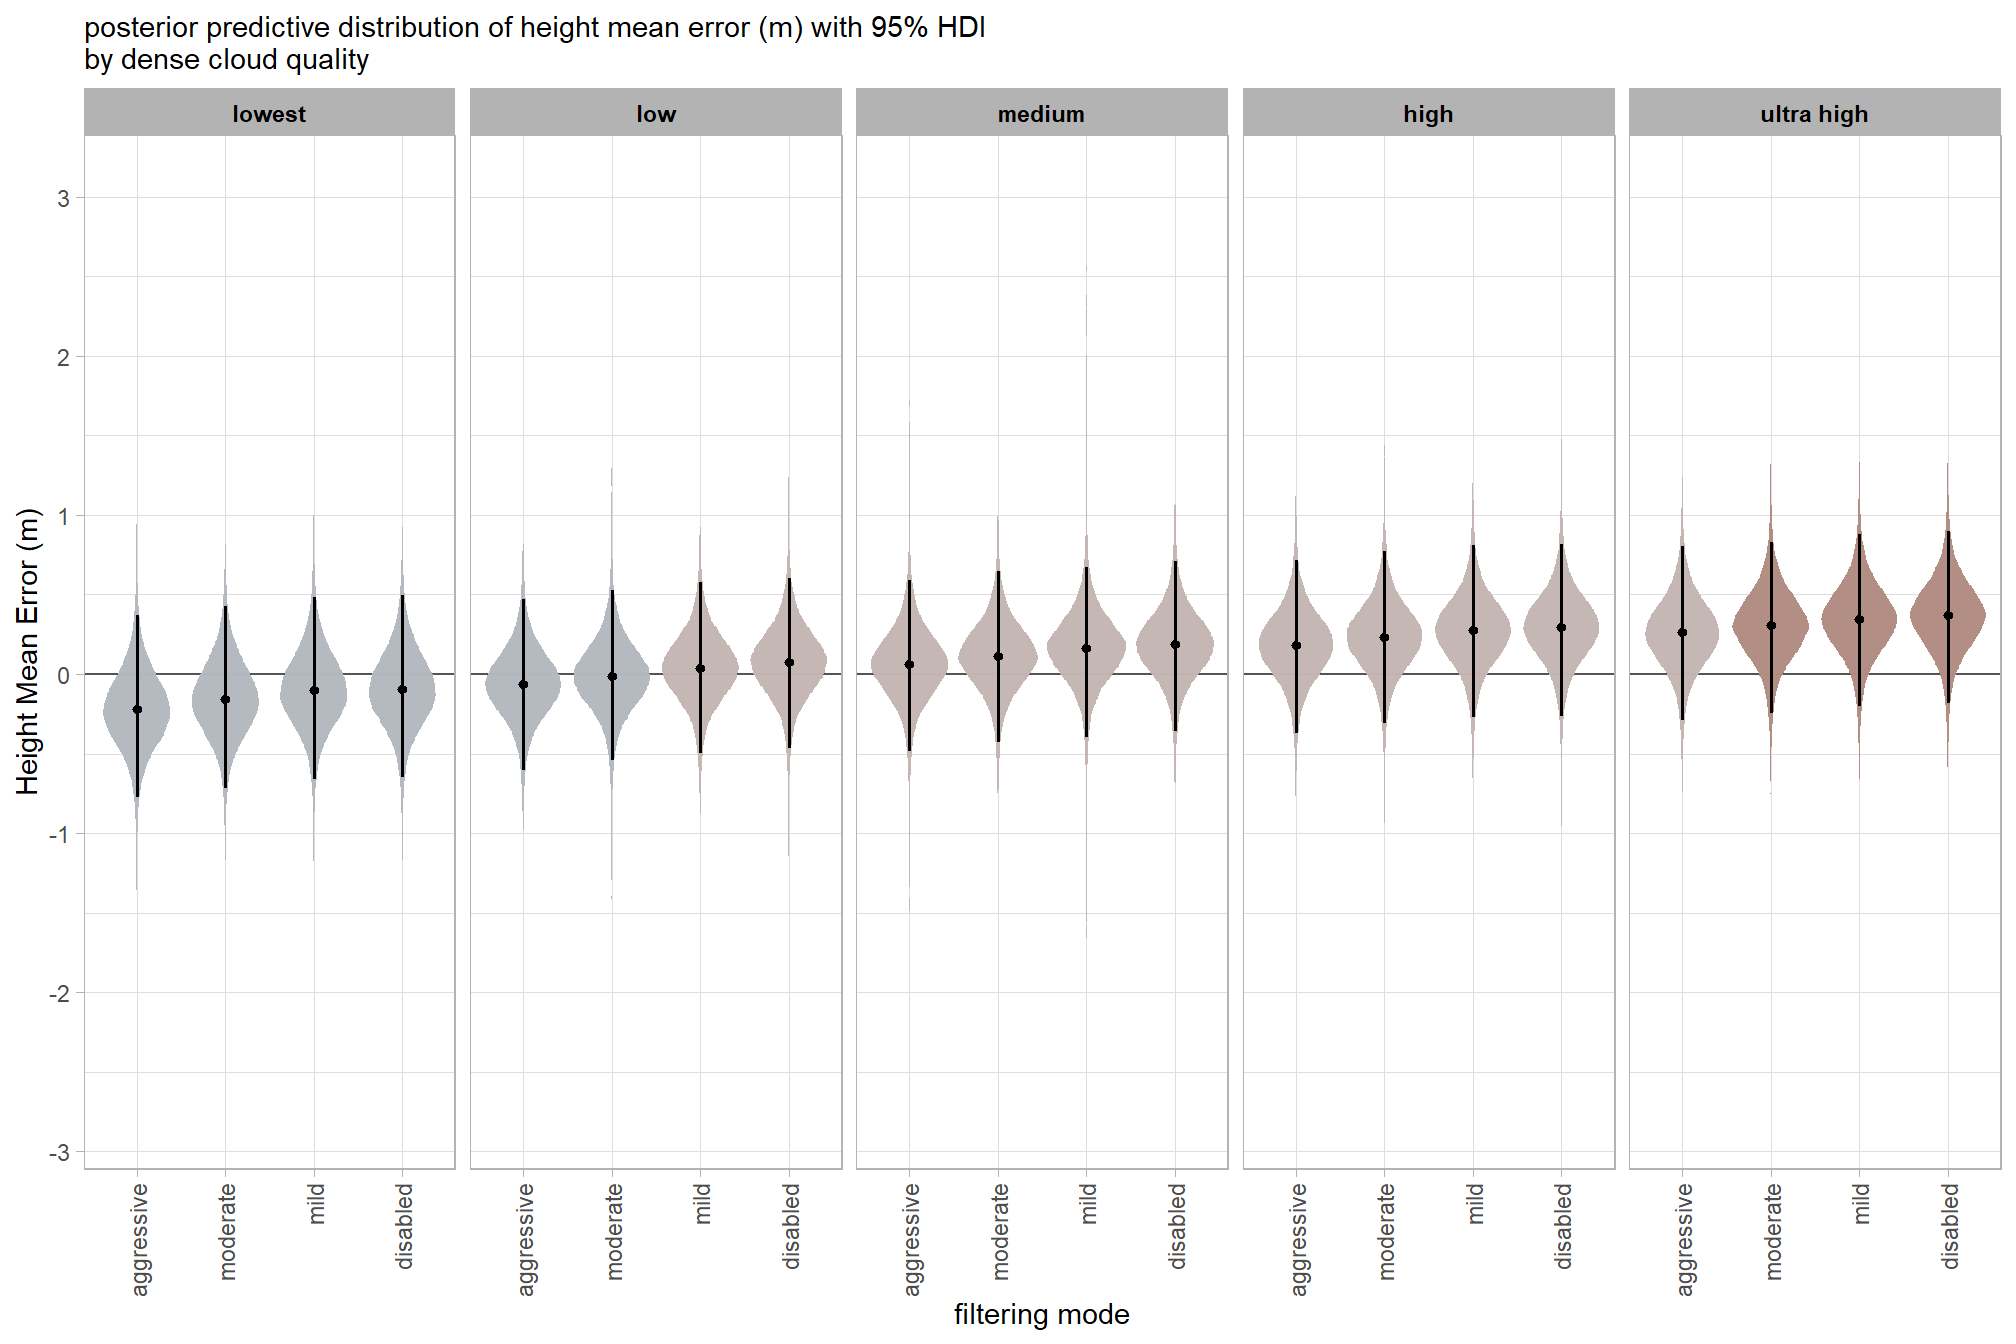 posterior predictive distribution of height mean error (m) with 95% HDI
by dense cloud quality
lowest
low
medium
high
ultra high
Height Mean Error (m)
3
2
1
0
-1
-2
-3
aggressive
moderate
mild
disabled
aggressive
moderate
mild
disabled
aggressive
moderate
mild
disabled
aggressive
moderate
mild
disabled
aggressive
moderate
mild
disabled
filtering mode